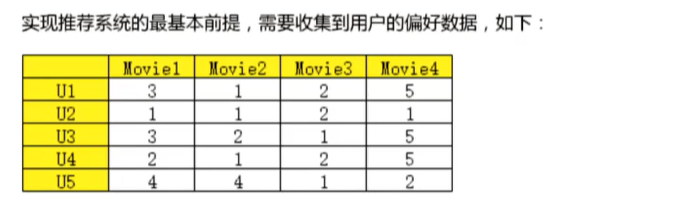 实现推荐系统的最基本前提，需要收集到用户的偏好数据，如下：
Movie1 Movie2 Movie3 Movie4
U1 3 1 2 5
U2 1 1 2 1
U3 3 2 1 5
U4 2 1 2 5
U5 4 4 1 2